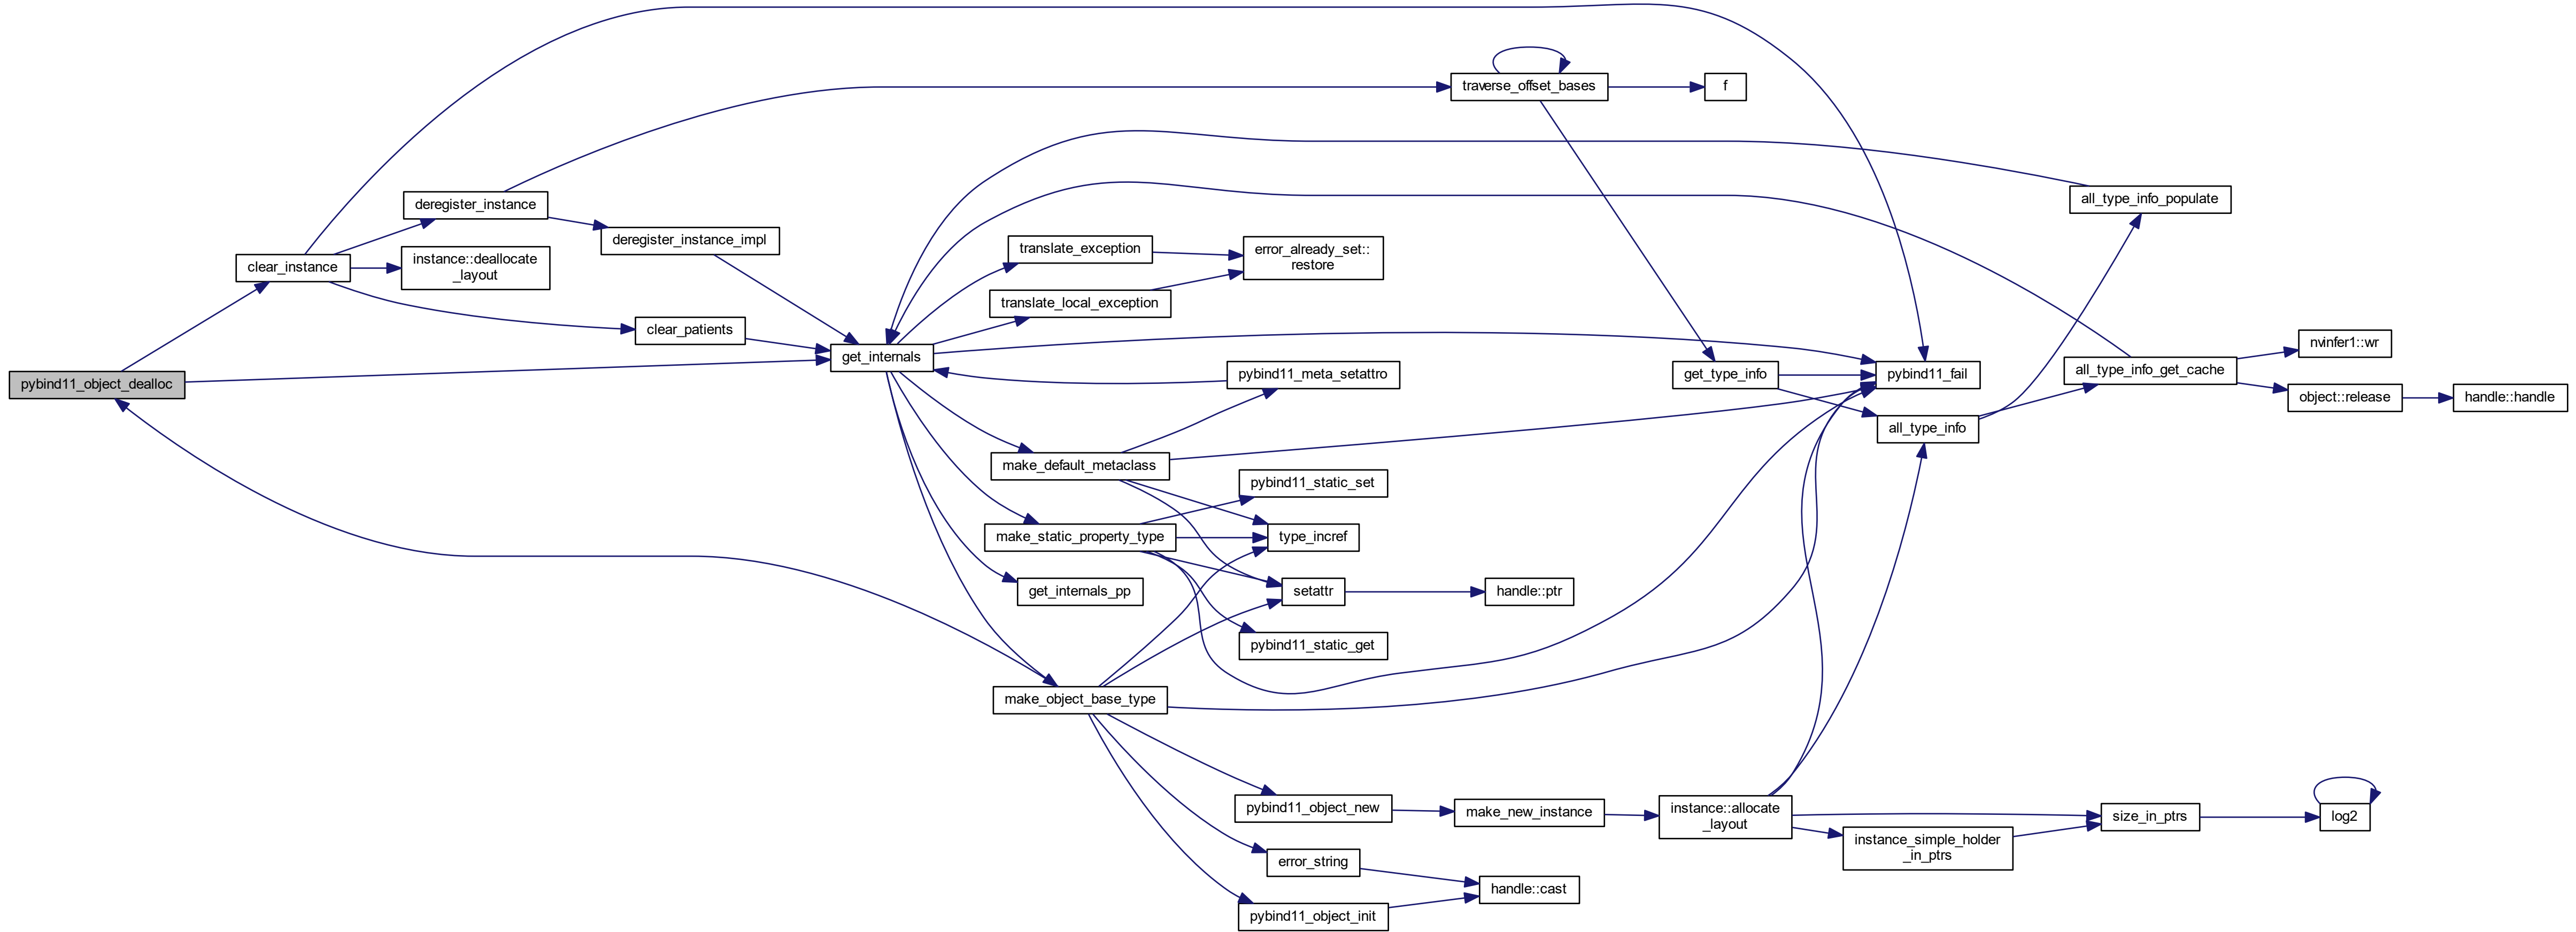 pybind11_object_dealloc
clear_instance
deregister_instance
instance::deallocate
_layout
deregister_instance_impl
clear_patients
get_internals
translate_exception
translate_local_exception
error_already_set::
restore
pybind11_meta_setattro
make_default_metaclass
pybind11_static_set
make_static_property_type
type_incref
get_internals_pp
setattr
handle::ptr
pybind11_static_get
make_object_base_type
pybind11_object_new
make_new_instance
error_string
handle::cast
pybind11_object_init
traverse_offset_bases
f
get_type_info
pybind11_fail
all_type_info
all_type_info_populate
all_type_info_get_cache
nvinfer1::wr
object::release
handle::handle
instance::allocate
_layout
instance_simple_holder
_in_ptrs
size_in_ptrs
log2